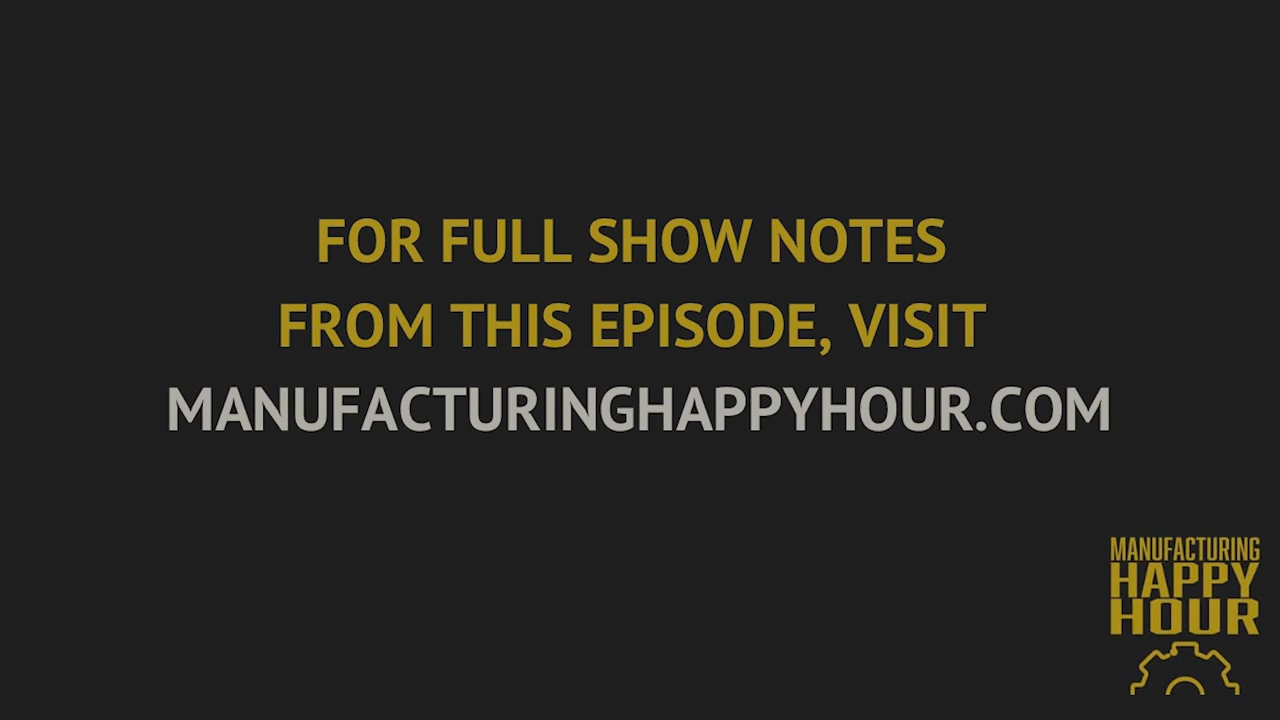 FOR FULL SHOW NOTES
FROM THIS EPISODE, VISIT
MANUFACTURINGHAPPYHOUR.COM
MANUFACTURING
HAPPY
HOUR